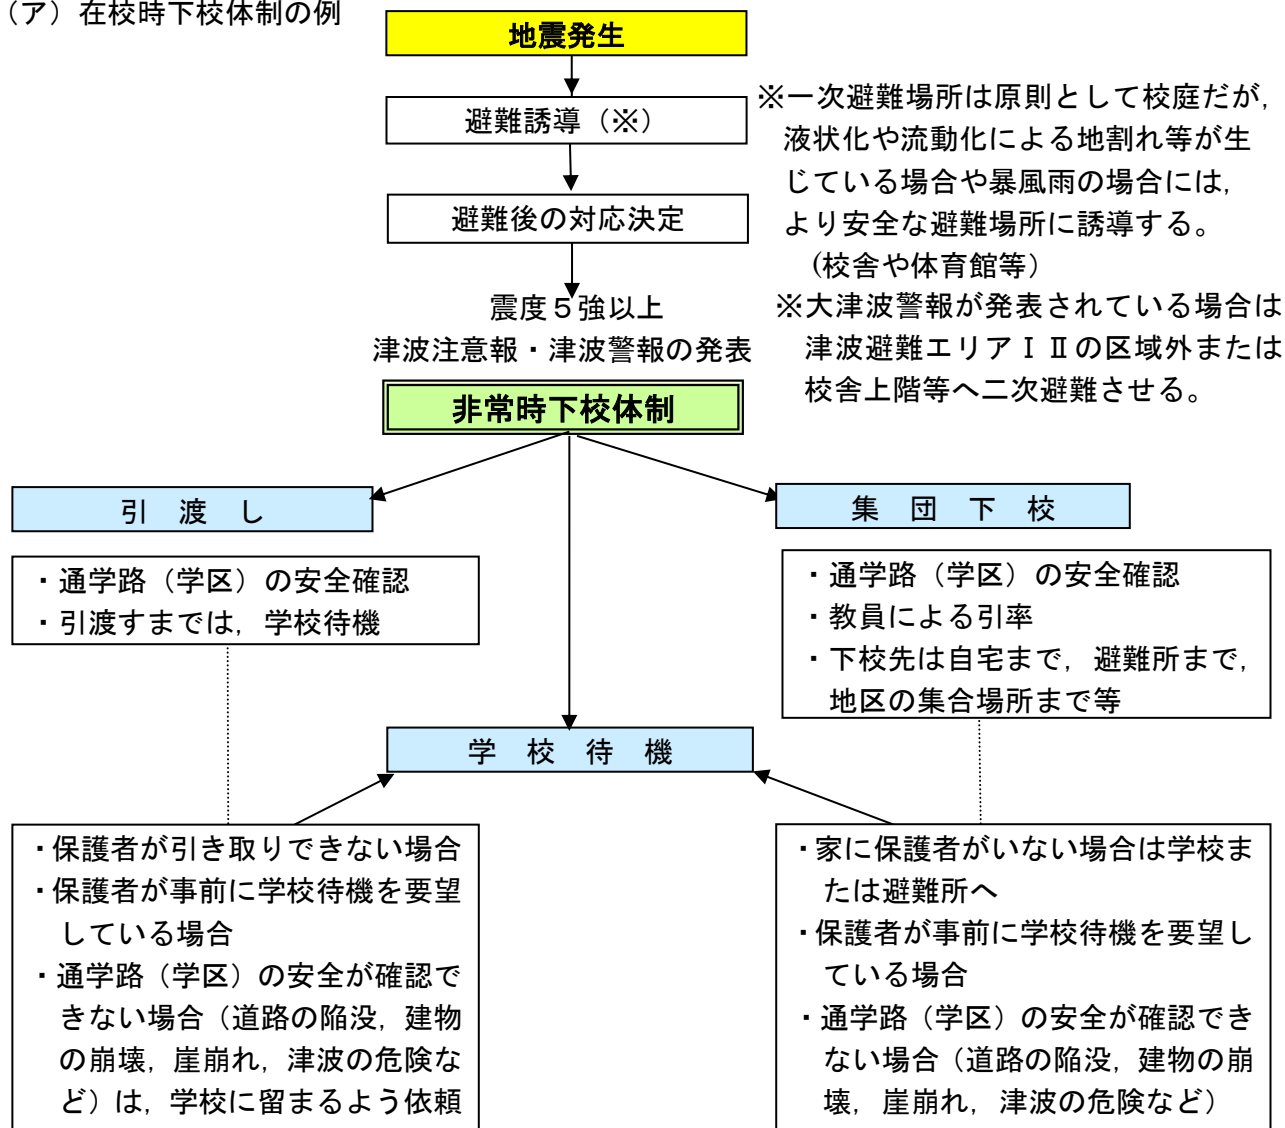 （ア）在校時下校体制の例
地震発生
避難誘導（※）
避難後の対応決定
※一次避難場所は原則として校庭だが，
液状化や流動化による地割れ等が生
じている場合や暴風雨の場合には，
より安全な避難場所に誘導する。
(校舎や体育館等）
※大津波警報が発表されている場合は
津波避難エリアⅠⅡの区域外または
校舎上階等へ二次避難させる。
震度５強以上
津波注意報・津波警報の発表
非常時下校体制
引　渡　し
・通学路（学区）の安全確認
・引渡すまでは，学校待機
集　団　下　校
・通学路（学区）の安全確認
・教員による引率
・下校先は自宅まで，避難所まで，
地区の集合場所まで等
学　校　待　機
・保護者が引き取りできない場合
・保護者が事前に学校待機を要望
している場合
・通学路（学区）の安全が確認で
きない場合（道路の陥没，建物
の崩壊，崖崩れ，津波の危険な
ど）は，学校に留まるよう依頼
・家に保護者がいない場合は学校ま
たは避難所へ
・保護者が事前に学校待機を要望し
ている場合
・通学路（学区）の安全が確認でき
ない場合（道路の陥没，建物の崩
壊，崖崩れ，津波の危険など）